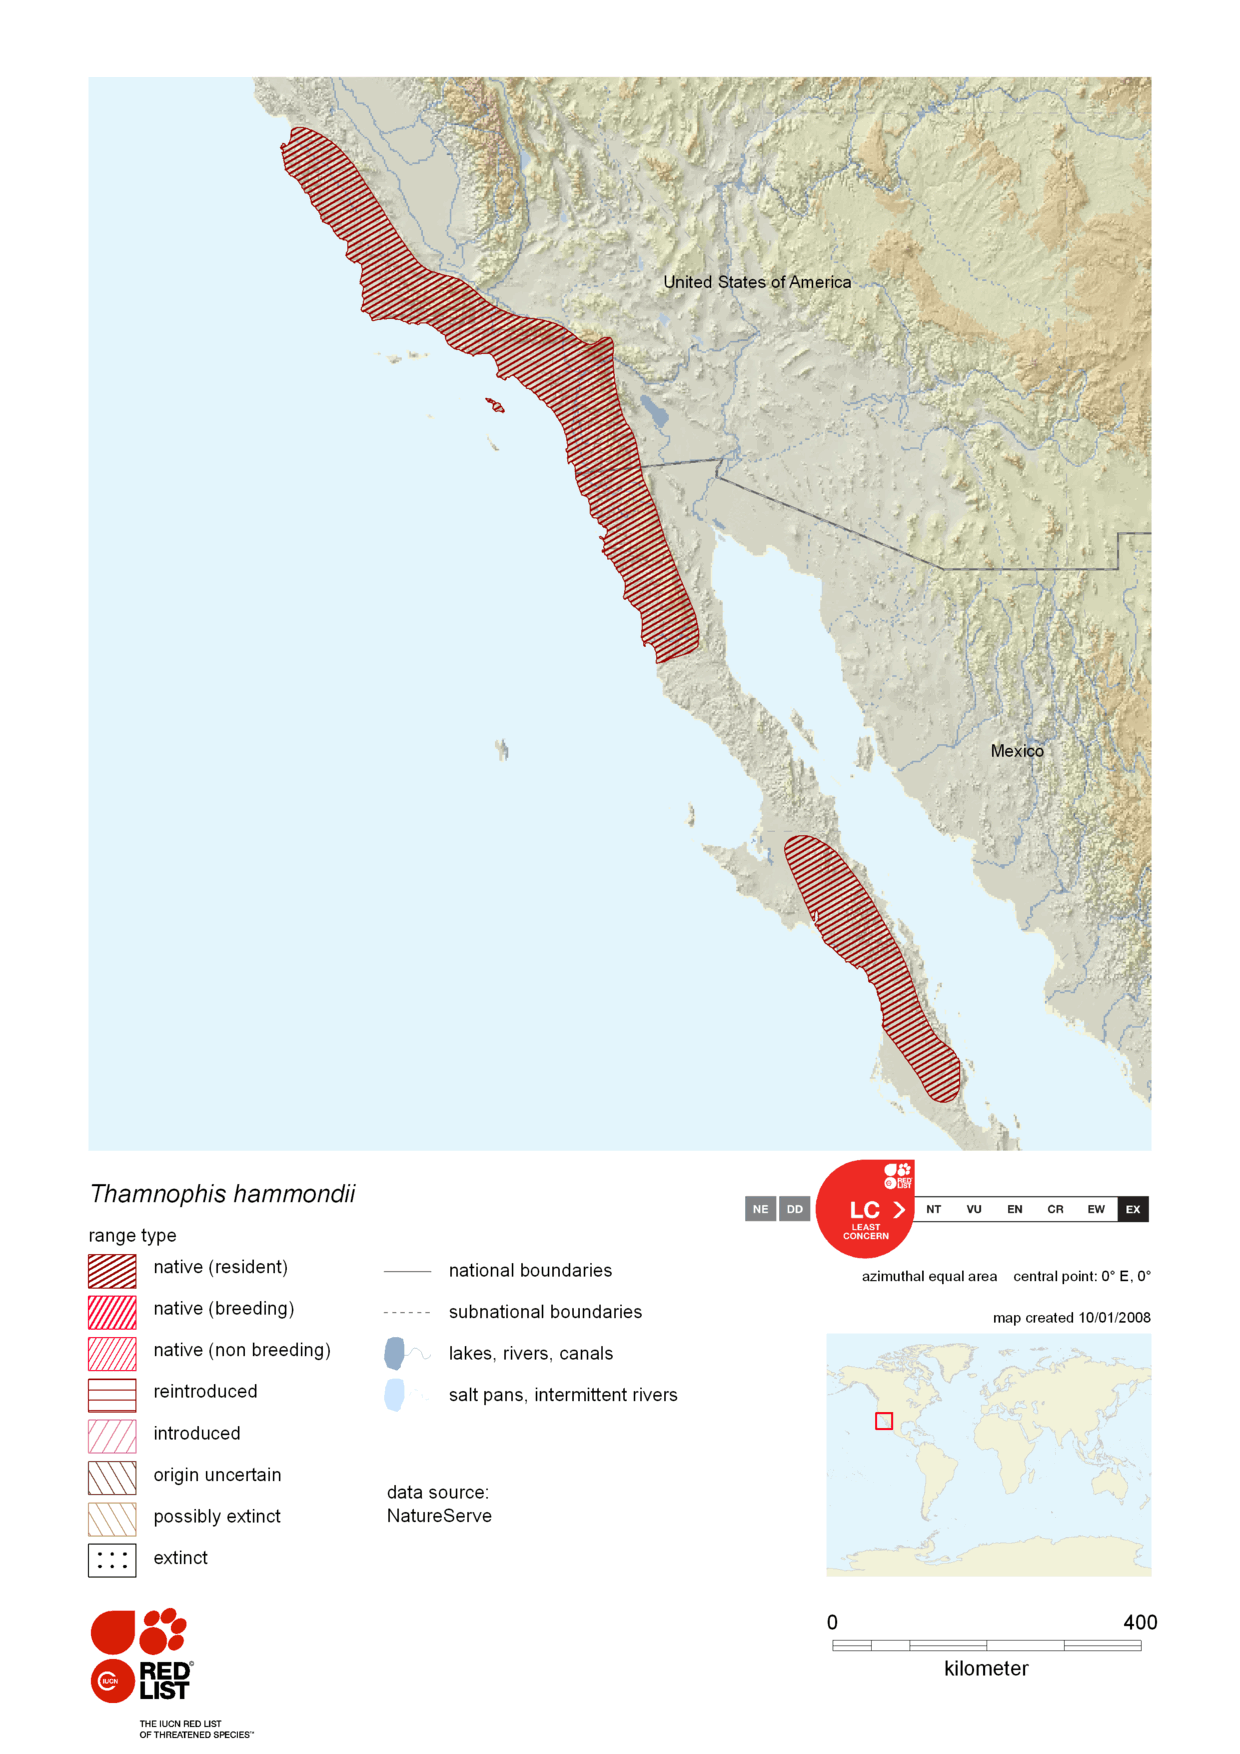 United States of America
Mexico
Thamnophis hammondii
range type
native (resident)
native (breeding)
native (non breeding)
reintroduced
introduced
origin uncertain
possibly extinct
extinct
national boundaries
subnational boundaries
lakes, rivers, canals
salt pans, intermittent rivers
data source:
NatureServe
NE DD LC NT VU EN CR EW EX
LEAST
CONCERN
RED
LIST
azimuthal equal area central point: 0° E, 0°
map created 10/01/2008
0 400
kilometer
IUCN
RED
LIST
THE IUCN RED LIST
OF THREATENED SPECIES™